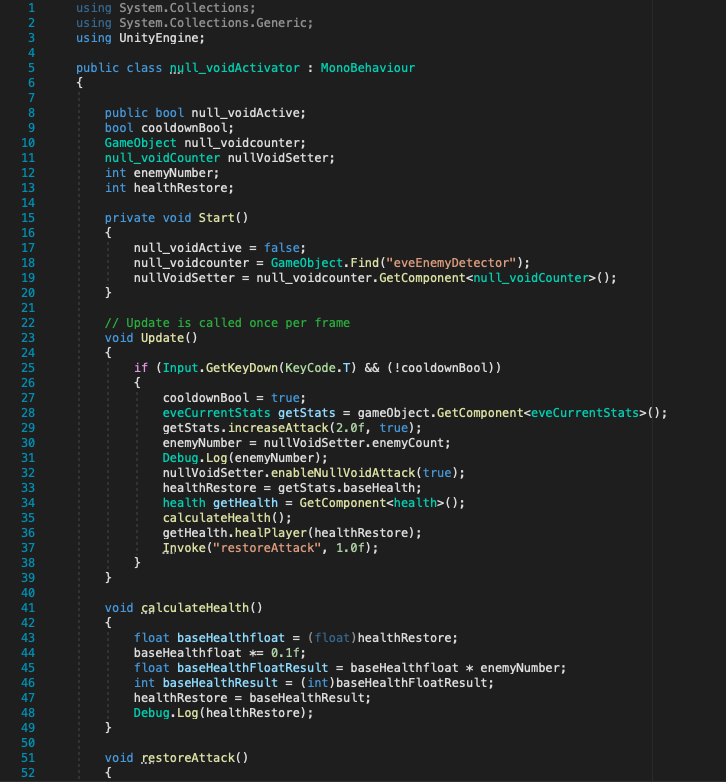 1 using System.Collections;
2 using System.Collections.Generic;
3 using UnityEngine;
4
5 public class null_voidActivator : MonoBehaviour
6 {
7
8     public bool null_voidActive;
9     bool cooldownBool;
10     GameObject null_voidcounter;
11     null_voidCounter nullVoidSetter;
12     int enemyNumber;
13     int healthRestore;
14
15     private void Start()
16     {
17         null_voidActive = false;
18         null_voidcounter = GameObject.Find("eveEnemyDetector");
19         nullVoidSetter = null_voidcounter.GetComponent<null_voidCounter>();
20     }
21
22     // Update is called once per frame
23     void Update()
24     {
25         if (Input.GetKeyDown(KeyCode.T) && (!cooldownBool))
26         {
27             cooldownBool = true;
28             eveCurrentStats getStats = gameObject.GetComponent<eveCurrentStats>();
29             getStats.increaseAttack(2.0f, true);
30             enemyNumber = nullVoidSetter.enemyCount;
31             Debug.Log(enemyNumber);
32             nullVoidSetter.enableNullVoidAttack(true);
33             healthRestore = getStats.baseHealth;
34             health getHealth = GetComponent<health>();
35             calculateHealth();
36             getHealth.healPlayer(healthRestore);
37             Invoke("restoreAttack", 1.0f);
38         }
39     }
40
41     void calculateHealth()
42     {
43         float baseHealthfloat = (float)healthRestore;
44         baseHealthfloat *= 0.1f;
45         float baseHealthFloatResult = baseHealthfloat * enemyNumber;
46         int baseHealthResult = (int)baseHealthFloatResult;
47         healthRestore = baseHealthResult;
48         Debug.Log(healthRestore);
49     }
50
51     void restoreAttack()
52     {